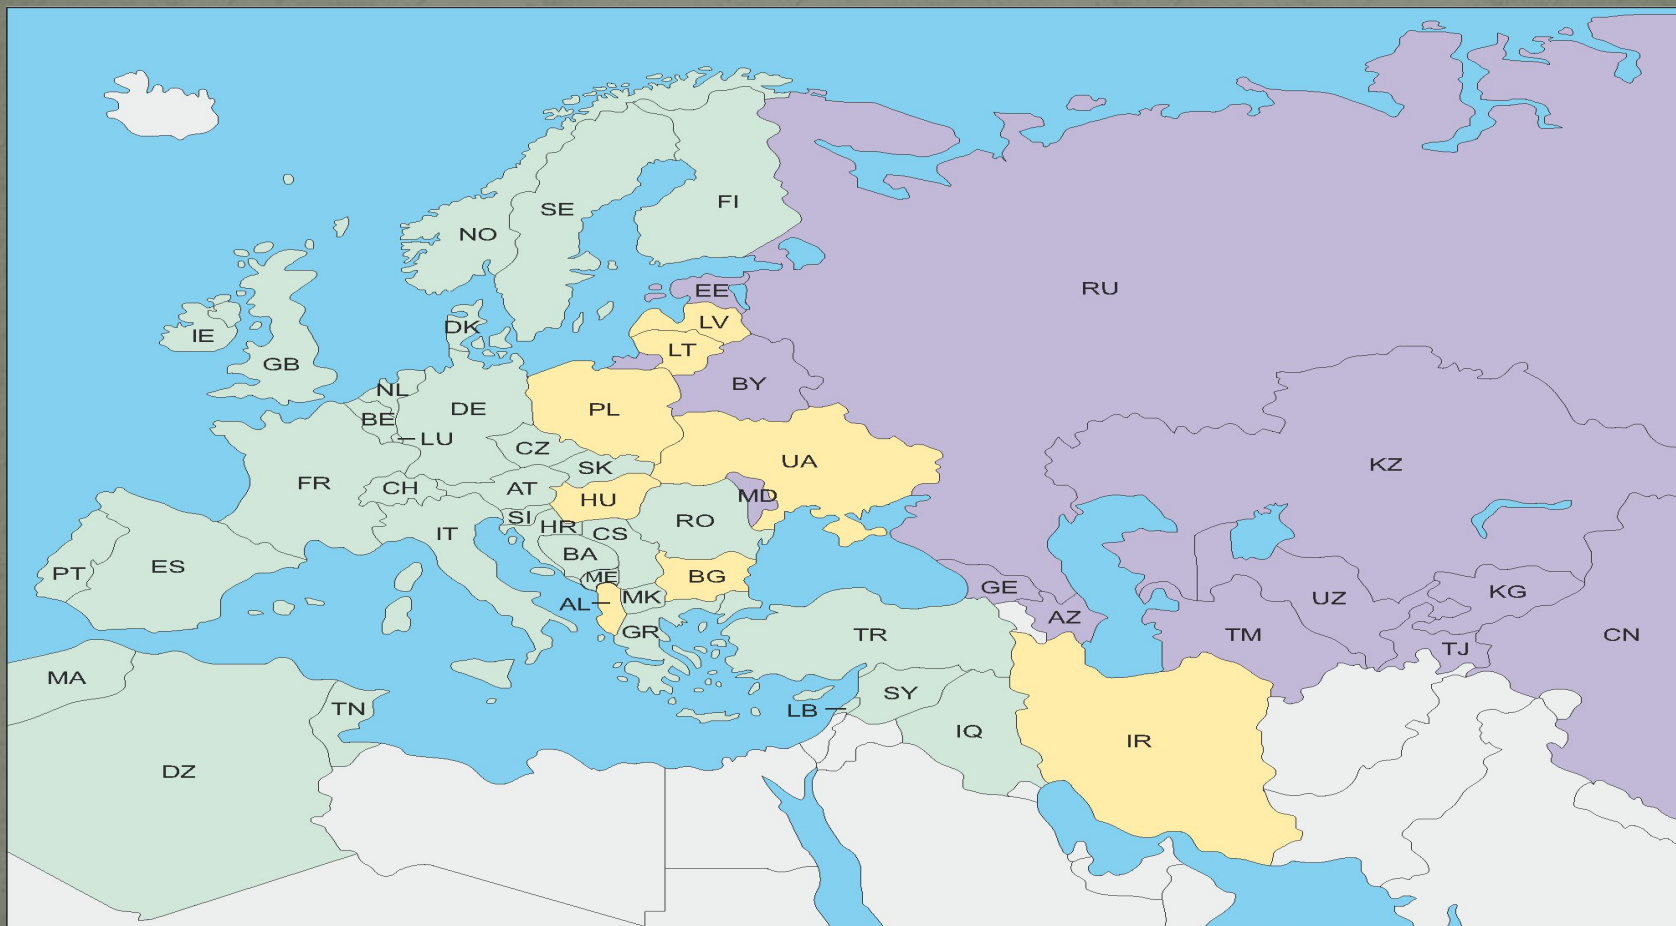 FI
SE
NO
RU
EE
LV
DK
IE
LT
GB
BY
NL
DE
PL
BE
LU
CZ
UA
KZ
SK
FR
CH
AT
MD
HU
SI
RO
HR
CS
IT
BA
ES
PT
ME
BG
GE
KG
UZ
MK
AL
AZ
GR
TR
TM
CN
TJ
MA
SY
TN
LB
IQ
IR
DZ